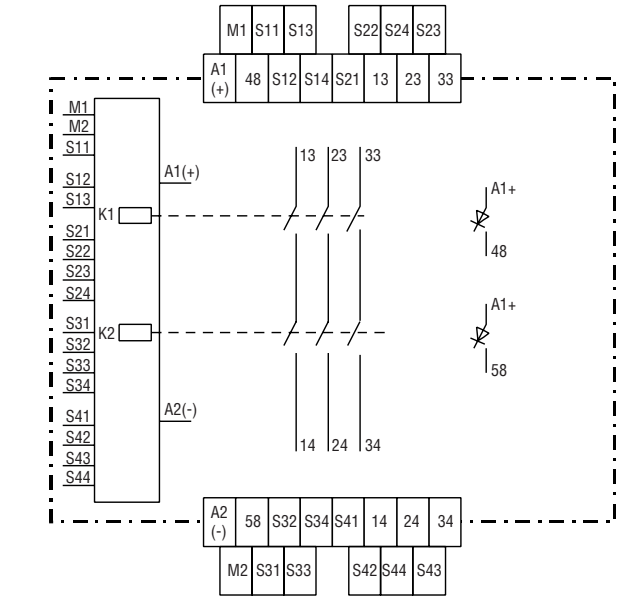 M1 S11 S13 S22 S24 S23
A1 (+) 48 S12 S14 S21 13 23 33
M1
M2
S11
S12
S13
S21
S22
S23
S24
S31
S32
S33
S34
S41
S42
S43
S44
A1(+)
K1
K2
A2(-)
13 23 33
14 24 34
A1+
48
A1+
58
A2 (-) 58 S32 S34 S41 14 24 34
M2 S31 S33 S42 S44 S43